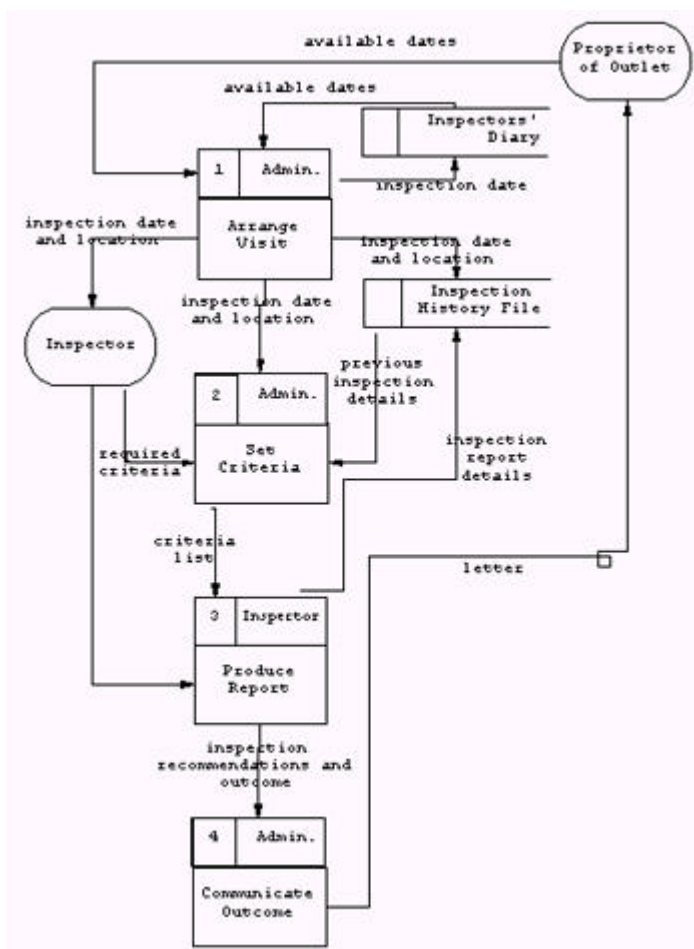 available dates
Proprietor
of Outlet
available dates
Inspectors'
Diary
1
Admin.
inspection date
Arrange
Visit
inspection date
and location
inspection date
and location
Inspection
History File
inspection date
and location
Inspector
previous
inspection
details
2
Admin.
Set
Criteria
required
criteria
inspection
report
details
criteria
list
letter
3
Inspector
Produce
Report
inspection
recommendations and
outcome
4
Admin.
Communicate
Outcome